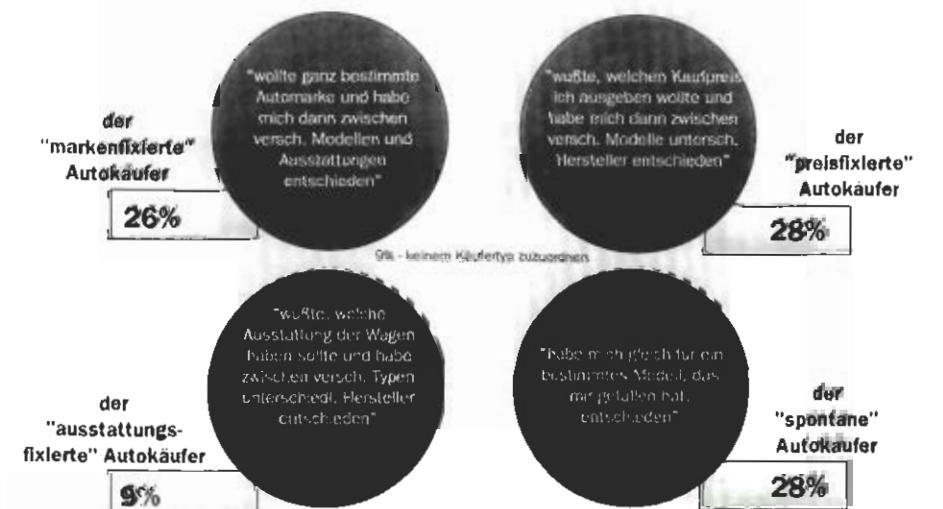 "wollte ganz bestimmte
Automarke und habe
mich dann zwischen
versch. Modellen und
Ausstattungen
entschieden"
der
"markenfixierte"
Autokäufer
26%
"wußte, welchen Kaufpreis
ich ausgeben wollte und
habe mich dann zwischen
versch. Modelle untersch.
Hersteller entschieden"
der
"preisfixierte"
Autokäufer
28%
9% - keinem Käufertyp zuzuordnen
"wußte, welche
Ausstattung der Wagen
haben sollte und habe
zwischen versch. Typen
unterschiedl. Hersteller
entschieden"
der
"ausstattungs-
fixierte" Autokäufer
9%
"habe mich gleich für ein
bestimmtes Modell, das
mir gefallen hat,
entschieden"
der
"spontane"
Autokäufer
28%